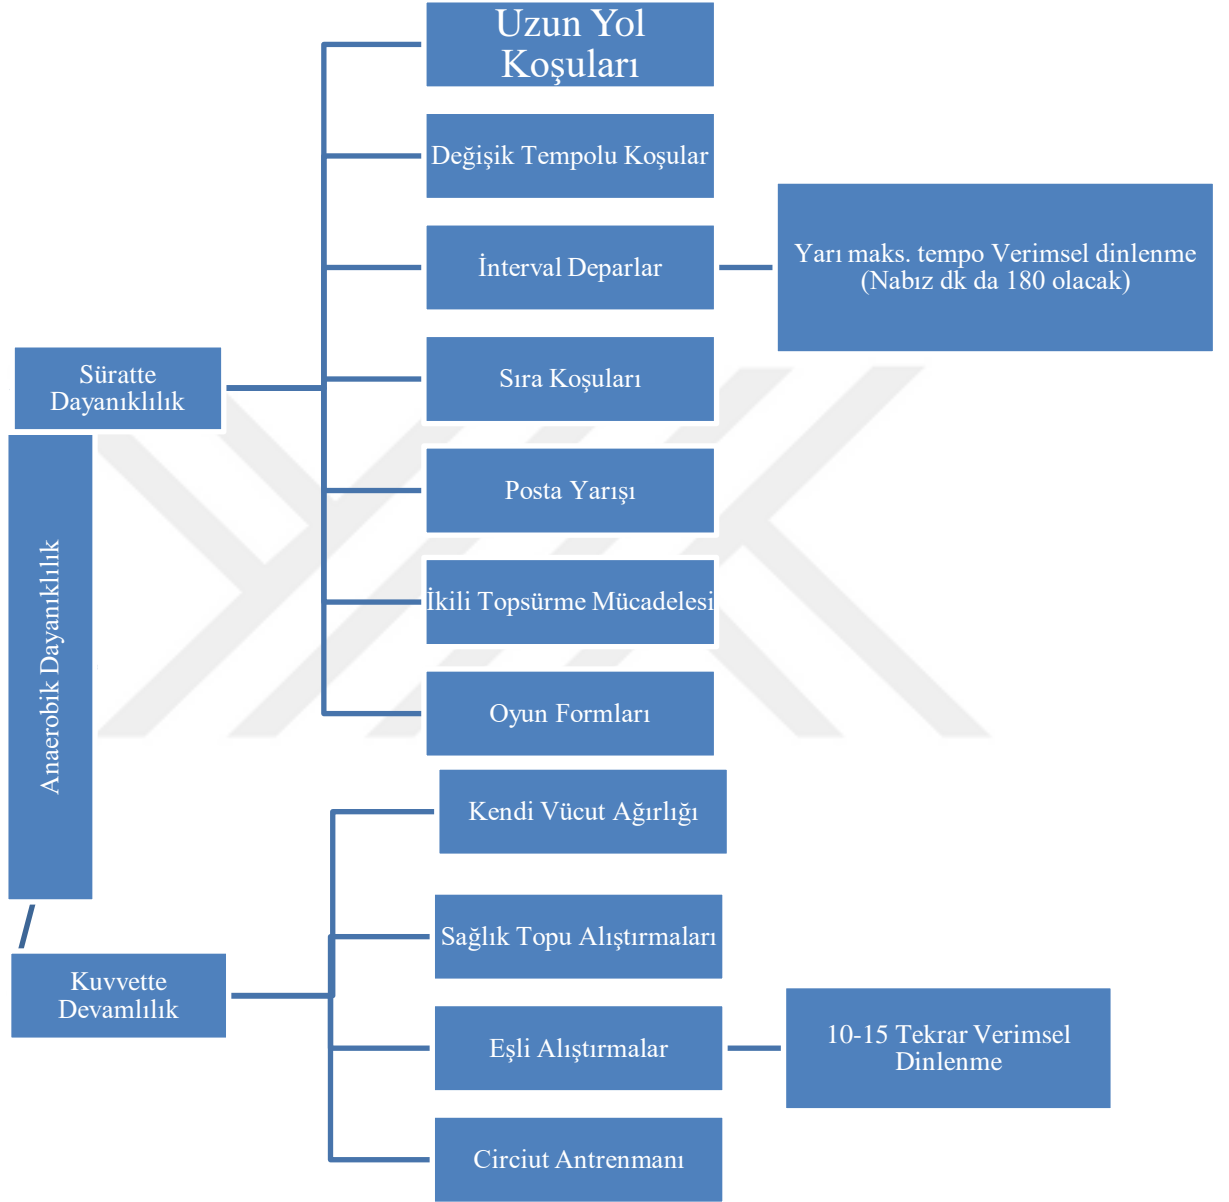 Uzun Yol
Koşuları
Değişik Tempolu Koşular
İnterval Deparlar
Yarı maks. tempo Verimsel dinlenme
(Nabız dk da 180 olacak)
Süratte
Dayanıklılık
Sıra Koşuları
Posta Yarışı
İkili Topsürme Mücadelesi
Oyun Formları
Anaerobik Dayanıklılık
Kendi Vücut Ağırlığı
Sağlık Topu Alıştırmaları
Kuvvette
Devamlılık
Eşli Alıştırmalar
10-15 Tekrar Verimsel
Dinlenme
Circiut Antrenmanı